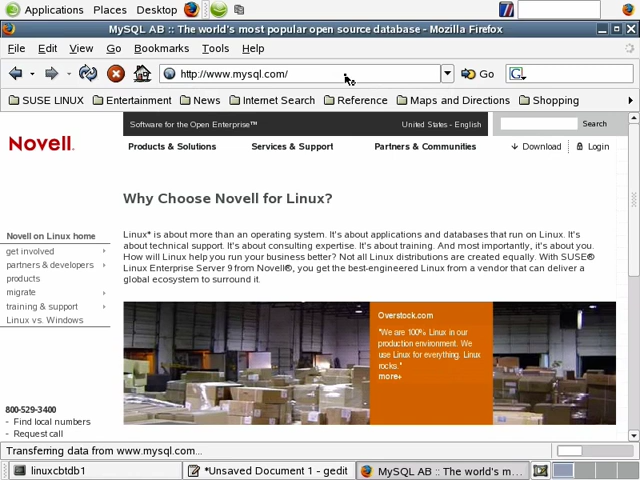 Applications Places Desktop
MySQL AB :: The world's most popular open source database - Mozilla Firefox
File Edit View Go Bookmarks Tools Help
http://www.mysql.com/ Go G
SUSE LINUX Entertainment News Internet Search Reference Maps and Directions Shopping
Software for the Open Enterprise™ United States - English Search
Novell.
Products & Solutions Services & Support Partners & Communities Download Login
Why Choose Novell for Linux?
Novell on Linux home
get involved
partners & developers
products
migrate
training & support
Linux vs. Windows
Linux* is about more than an operating system. It's about applications and databases that run on Linux. It's
about technical support. It's about consulting expertise. It's about training. And most importantly, it's about you.
How will Linux help you run your business better? Not all Linux distributions are created equally. With SUSE®
Linux Enterprise Server 9 from Novell®, you get the best-engineered Linux from a vendor that can deliver a
global ecosystem to surround it.
Overstock.com
"We are 100% Linux in our
production environment. We
use Linux for everything. Linux
rocks."
more+
800-529-3400
- Find local numbers
- Request call
Transferring data from www.mysql.com...
linuxcbtdb1 *Unsaved Document 1 - gedit MySQL AB :: The world's m...